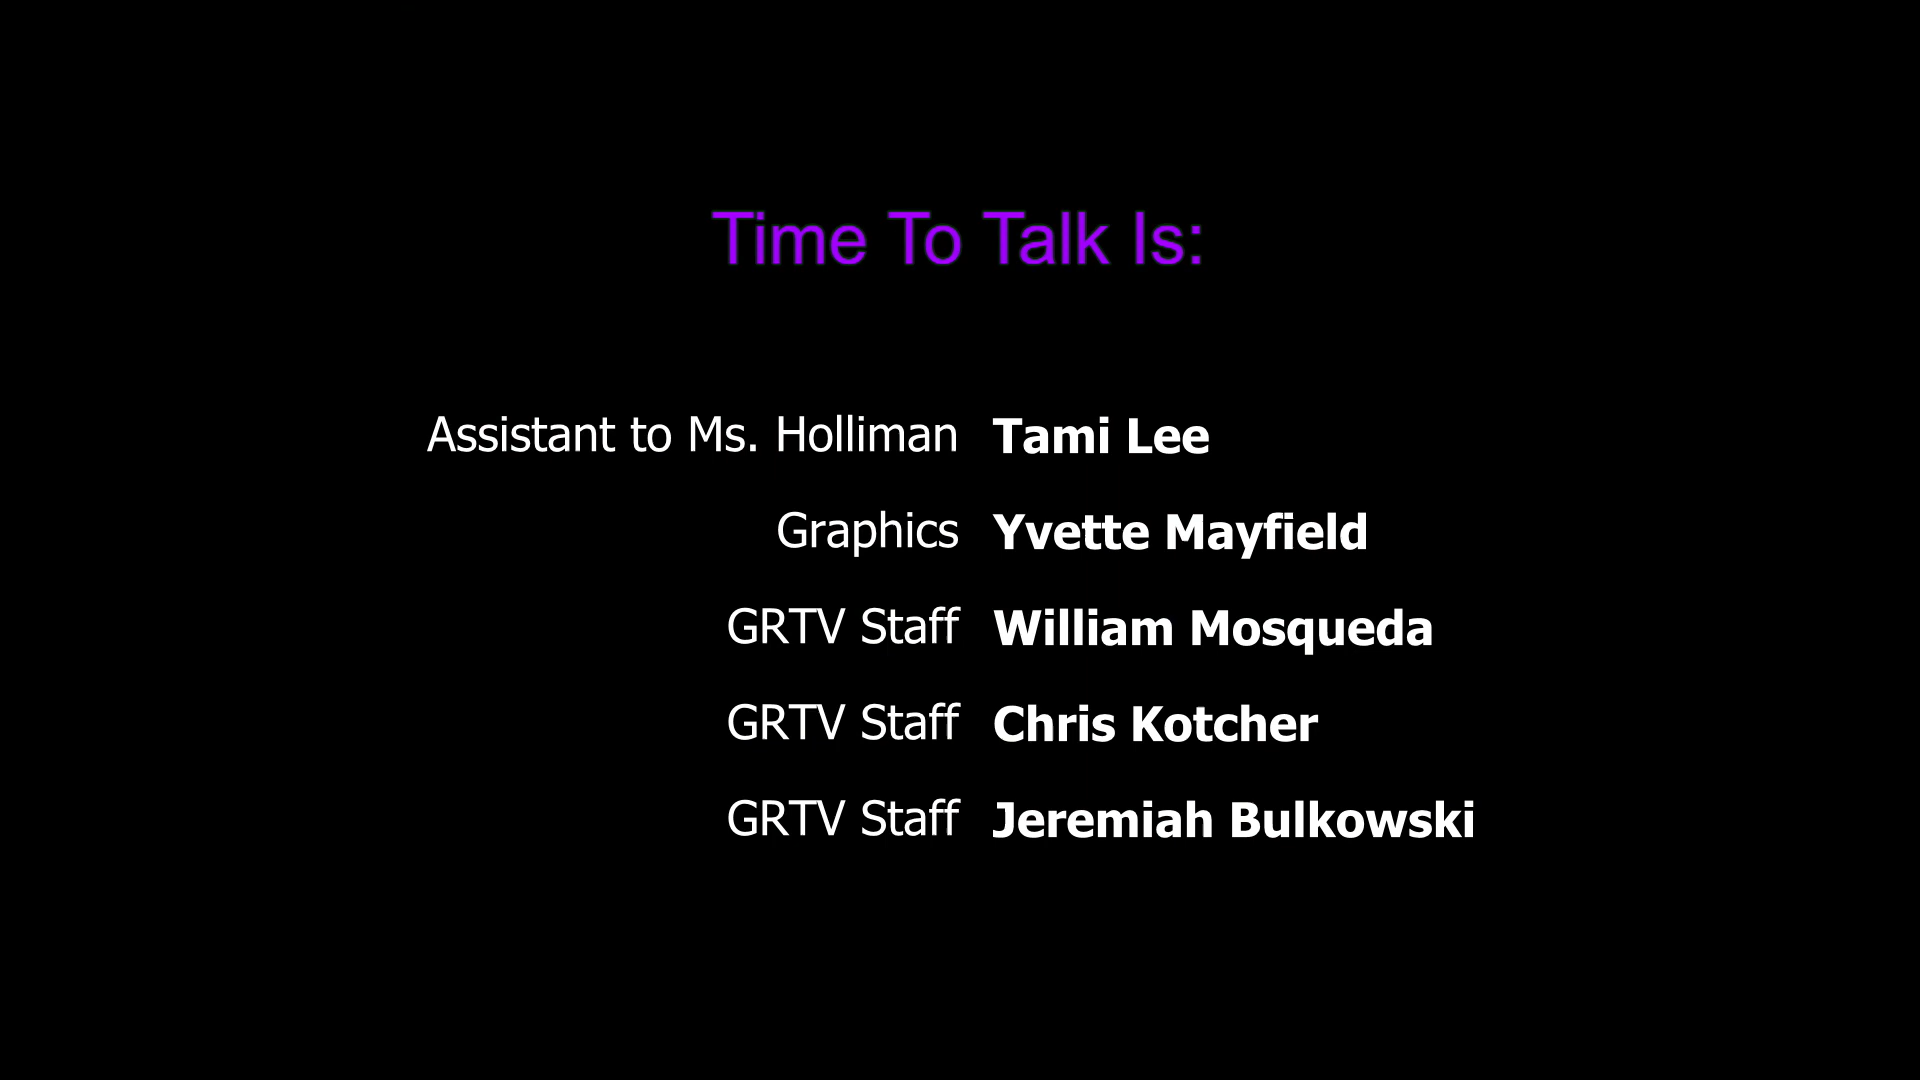 Time To Talk Is:
Assistant to Ms. Holliman Tami Lee
Graphics Yvette Mayfield
GRTV Staff William Mosqueda
GRTV Staff Chris Kotcher
GRTV Staff Jeremiah Bulkowski